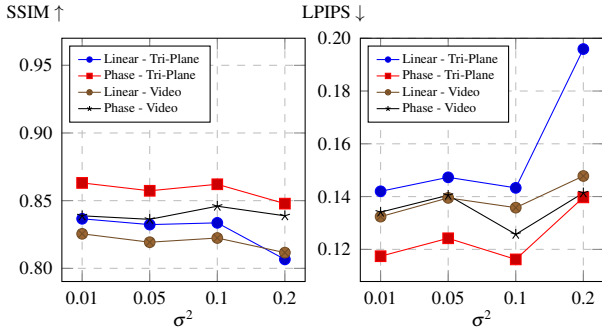 SSIM ↑
0.95
0.90
0.85
0.80
Linear - Tri-Plane
Phase - Tri-Plane
Linear - Video
Phase - Video
0.01 0.05 0.1 0.2
σ²
LPIPS ↓
0.20
0.18
0.16
0.14
0.12
Linear - Tri-Plane
Phase - Tri-Plane
Linear - Video
Phase - Video
0.01 0.05 0.1 0.2
σ²